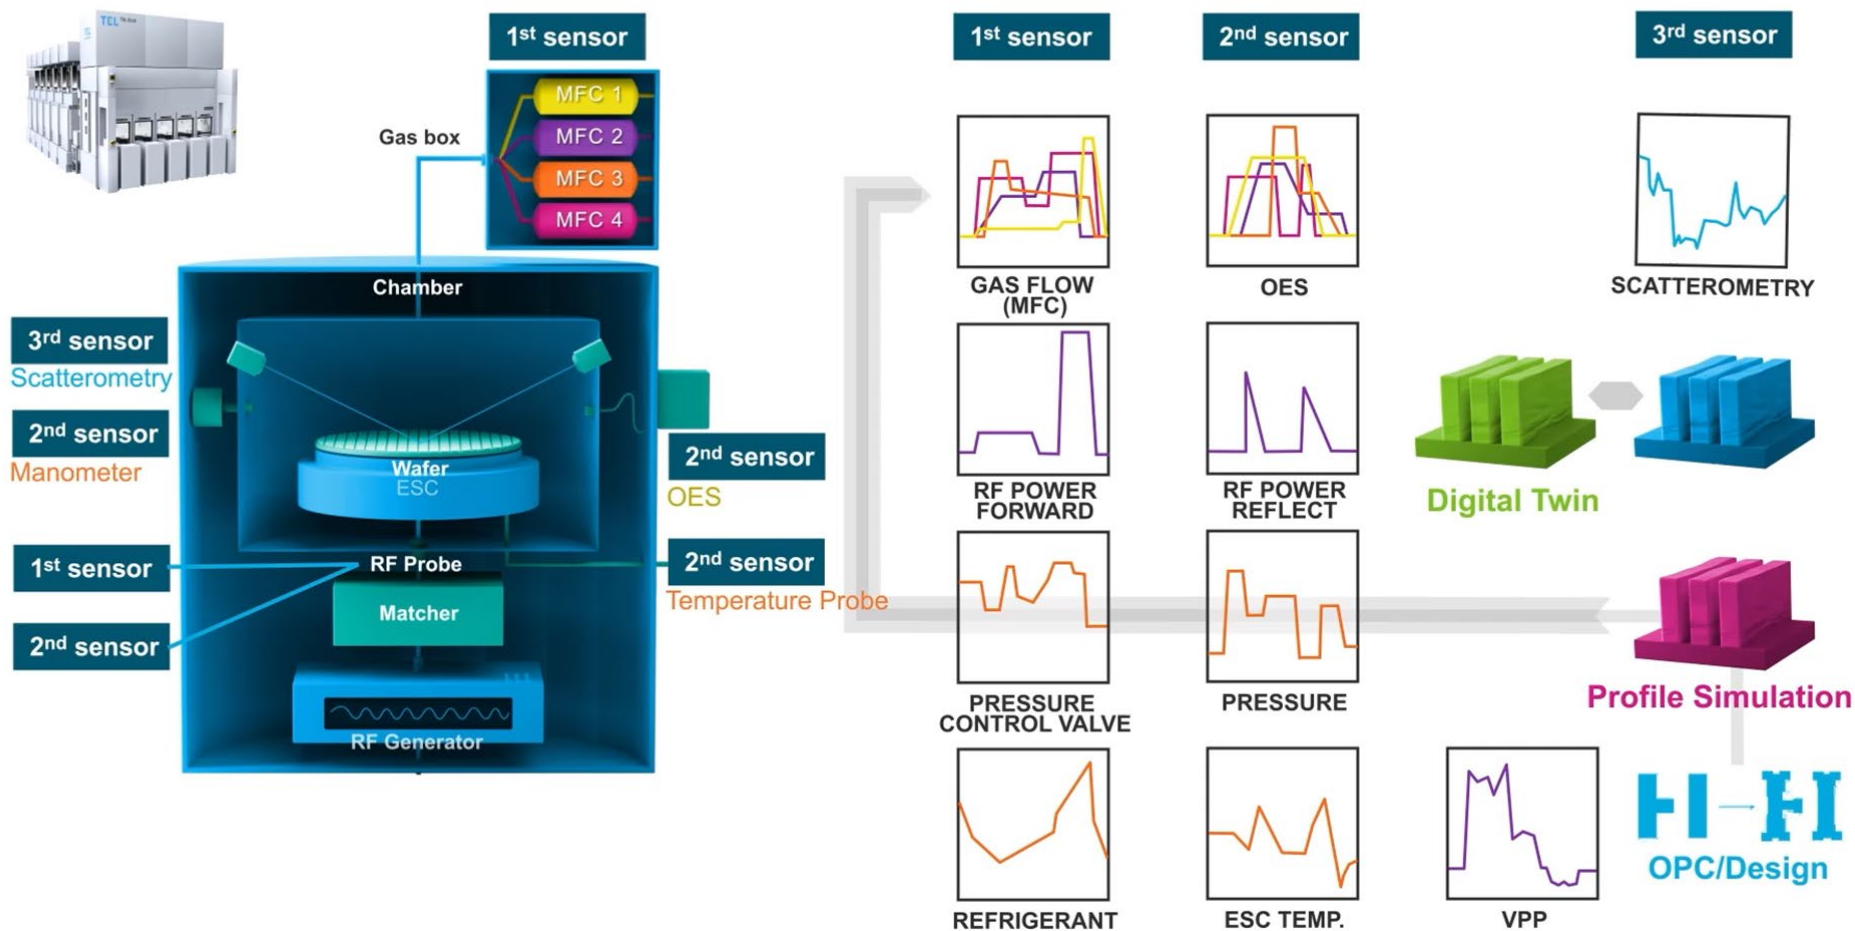 TEL
1st sensor
Gas box
MFC 1
MFC 2
MFC 3
MFC 4
Chamber
3rd sensor
Scatterometry
2nd sensor
Manometer
Wafer
ESC
2nd sensor
OES
1st sensor
RF Probe
2nd sensor
Temperature Probe
Matcher
2nd sensor
RF Generator
1st sensor
2nd sensor
3rd sensor
GAS FLOW
(MFC)
OES
SCATTEROMETRY
RF POWER
FORWARD
RF POWER
REFLECT
Digital Twin
PRESSURE
CONTROL VALVE
PRESSURE
Profile Simulation
REFRIGERANT
ESC TEMP.
VPP
OPC/Design